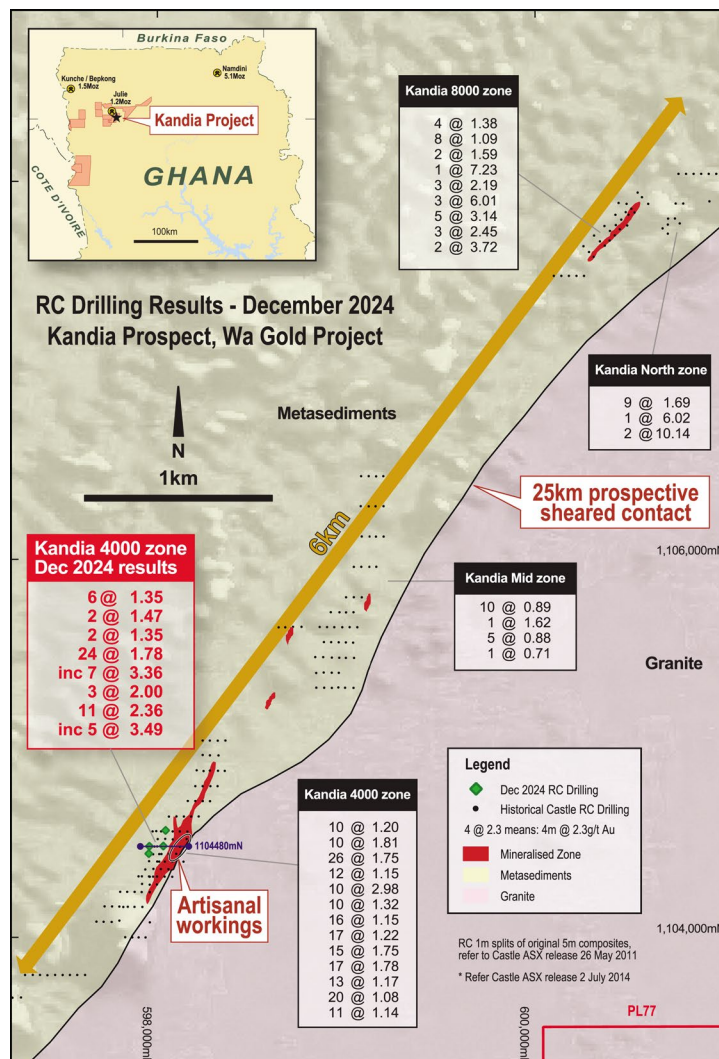 Burkina Faso
Kunche / Bepkong
1.5Moz
Namdini
5.1Moz
Julie
1.2Moz
Kandia Project
GHANA
COTE D'IVOIRE
100km
RC Drilling Results - December 2024
Kandia Prospect, Wa Gold Project
Kandia 8000 zone
4 @ 1.38
8 @ 1.09
2 @ 1.59
1 @ 7.23
3 @ 2.19
3 @ 6.01
5 @ 3.14
3 @ 2.45
2 @ 3.72
Kandia North zone
9 @ 1.69
1 @ 6.02
2 @ 10.14
Metasediments
N
1km
25km prospective
sheared contact
6km
Kandia 4000 zone
Dec 2024 results
6 @ 1.35
2 @ 1.47
2 @ 1.35
24 @ 1.78
inc 7 @ 3.36
3 @ 2.00
11 @ 2.36
inc 5 @ 3.49
1,106,000mN
Kandia Mid zone
10 @ 0.89
1 @ 1.62
5 @ 0.88
1 @ 0.71
Granite
Legend
Dec 2024 RC Drilling
Historical Castle RC Drilling
4 @ 2.3 means: 4m @ 2.3g/t Au
Mineralised Zone
Metasediments
Granite
Kandia 4000 zone
10 @ 1.20
10 @ 1.81
26 @ 1.75
12 @ 1.15
10 @ 2.98
10 @ 1.32
16 @ 1.15
17 @ 1.22
15 @ 1.75
17 @ 1.78
13 @ 1.17
20 @ 1.08
11 @ 1.14
1104480mN
Artisanal
workings
1,104,000mN
RC 1m splits of original 5m composites,
refer to Castle ASX release 26 May 2011
* Refer Castle ASX release 2 July 2014
598,000mE
600,000mE
PL77